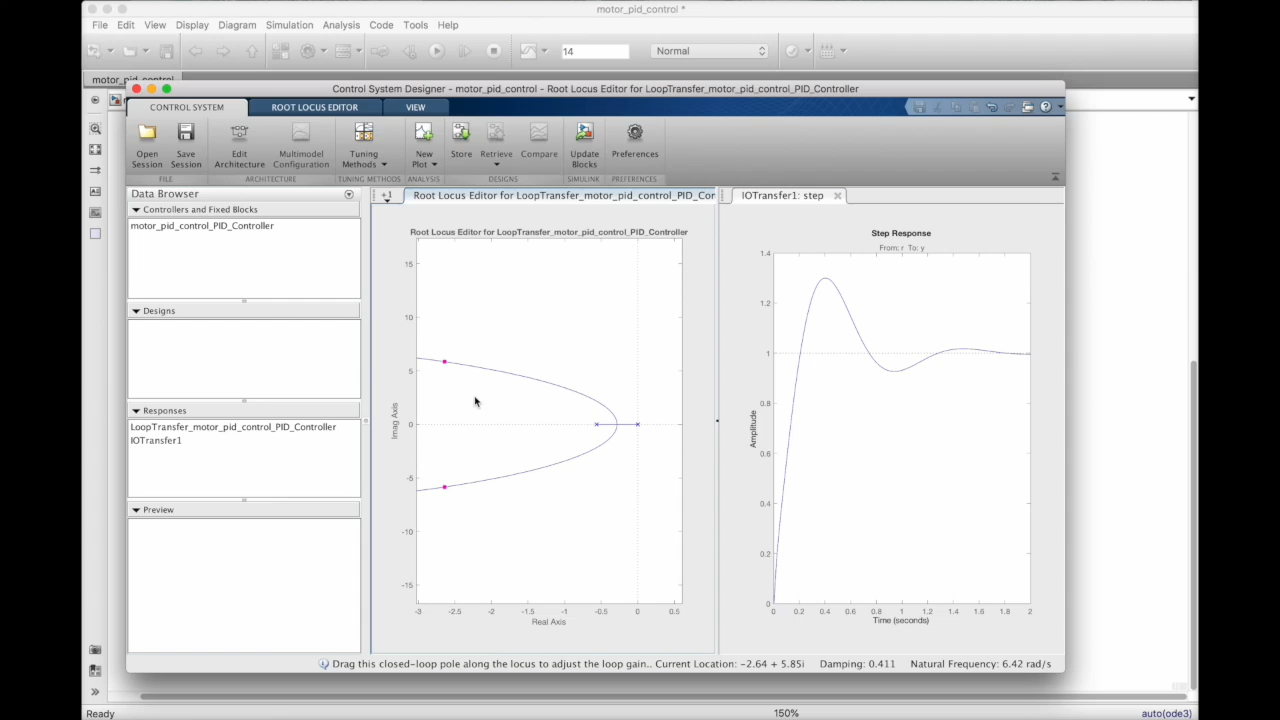 motor_pid_control *
File Edit View Display Diagram Simulation Analysis Code Tools Help
14 Normal
motor_pid_control
Control System Designer - motor_pid_control - Root Locus Editor for LoopTransfer_motor_pid_control_PID_Controller
CONTROL SYSTEM ROOT LOCUS EDITOR VIEW
Open Session
Save Session
Edit Architecture
Multimodel Configuration
Tuning Methods
New Plot
Store
Retrieve
Compare
Update Blocks
Preferences
FILE ARCHITECTURE TUNING METHODS ANALYSIS DESIGNS SIMULINK PREFERENCES
Data Browser
Controllers and Fixed Blocks
motor_pid_control_PID_Controller
Designs
Responses
LoopTransfer_motor_pid_control_PID_Controller
IOTransfer1
Preview
+1
Root Locus Editor for LoopTransfer_motor_pid_control_PID_Cor
Root Locus Editor for LoopTransfer_motor_pid_control_PID_Controller
15
10
5
0
-5
-10
-15
Imag Axis
-3 -2.5 -2 -1.5 -1 -0.5 0 0.5
Real Axis
IOTransfer1: step
Step Response
From: r To: y
1.4
1.2
1
0.8
0.6
0.4
0.2
0
Amplitude
0 0.2 0.4 0.6 0.8 1 1.2 1.4 1.6 1.8 2
Time (seconds)
Drag this closed-loop pole along the locus to adjust the loop gain.. Current Location: -2.64 + 5.85i Damping: 0.411 Natural Frequency: 6.42 rad/s
Ready 150% auto(ode3)